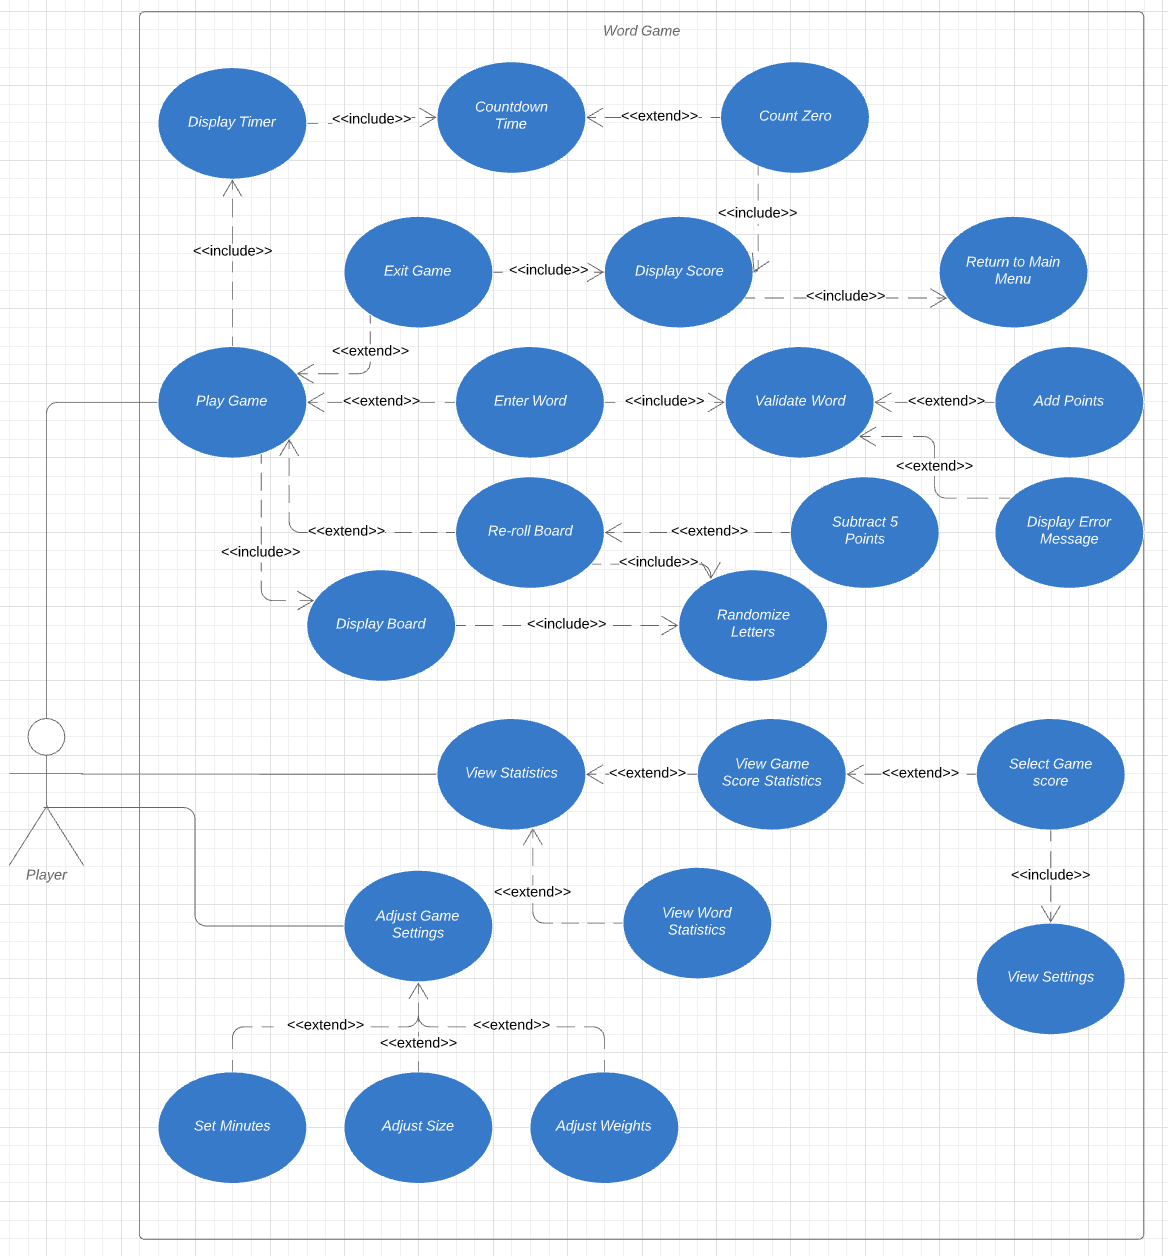 Word Game
Display Timer
<<include>>
Countdown
Time
<<extend>>
Count Zero
<<include>>
<<include>>
Exit Game
<<include>>
Display Score
<<include>>
Return to Main
Menu
<<extend>>
Play Game
<<extend>>
Enter Word
<<include>>
Validate Word
<<extend>>
Add Points
<<extend>>
<<extend>>
Re-roll Board
<<extend>>
Subtract 5
Points
Display Error
Message
<<include>>
<<include>>
Display Board
<<include>>
Randomize
Letters
View Statistics
<<extend>>
View Game
Score Statistics
<<extend>>
Select Game
score
Player
<<include>>
<<extend>>
Adjust Game
Settings
View Word
Statistics
View Settings
<<extend>>
<<extend>>
<<extend>>
Set Minutes
Adjust Size
Adjust Weights